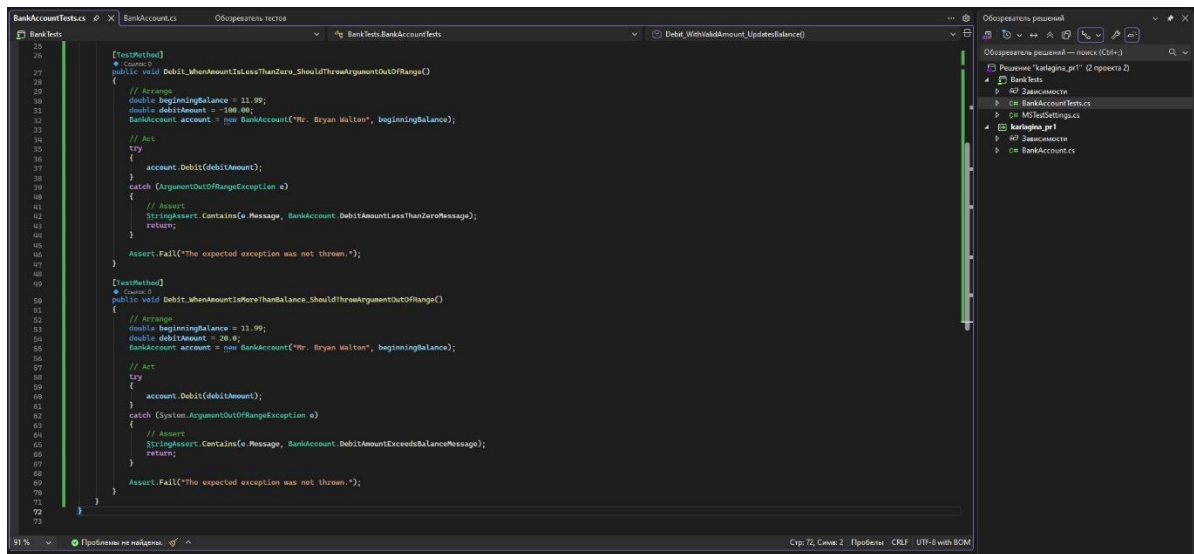 BankAccountTests.cs BankAccount.cs Обозреватель тестов
BankTests BankTests.BankAccountTests Debit_WithValidAmount_UpdatesBalance()
25
26 [TestMethod]
Ссылок: 0
27 public void Debit_WhenAmountIsLessThanZero_ShouldThrowArgumentOutOfRange()
28 {
29 // Arrange
30 double beginningBalance = 11.99;
31 double debitAmount = -100.00;
32 BankAccount account = new BankAccount("Mr. Bryan Walton", beginningBalance);
33
34 // Act
35 try
36 {
37 account.Debit(debitAmount);
38 }
39 catch (ArgumentOutOfRangeException e)
40 {
41 // Assert
42 StringAssert.Contains(e.Message, BankAccount.DebitAmountLessThanZeroMessage);
43 return;
44 }
45
46 Assert.Fail("The expected exception was not thrown.");
47 }
48
49 [TestMethod]
Ссылок: 0
50 public void Debit_WhenAmountIsMoreThanBalance_ShouldThrowArgumentOutOfRange()
51 {
52 // Arrange
53 double beginningBalance = 11.99;
54 double debitAmount = 20.0;
55 BankAccount account = new BankAccount("Mr. Bryan Walton", beginningBalance);
56
57 // Act
58 try
59 {
60 account.Debit(debitAmount);
61 }
62 catch (System.ArgumentOutOfRangeException e)
63 {
64 // Assert
65 StringAssert.Contains(e.Message, BankAccount.DebitAmountExceedsBalanceMessage);
66 return;
67 }
68
69 Assert.Fail("The expected exception was not thrown.");
70 }
71 }
72 }
73
91 % Проблемы не найдены. Стр: 72, Симв: 2 Пробелы CRLF UTF-8 with BOM
Обозреватель решений
Обозреватель решений — поиск (Ctrl+;)
Решение "karlagina_pr1" (2 проекта 2)
BankTests
Зависимости
C# BankAccountTests.cs
C# MSTestSettings.cs
karlagina_pr1
Зависимости
C# BankAccount.cs